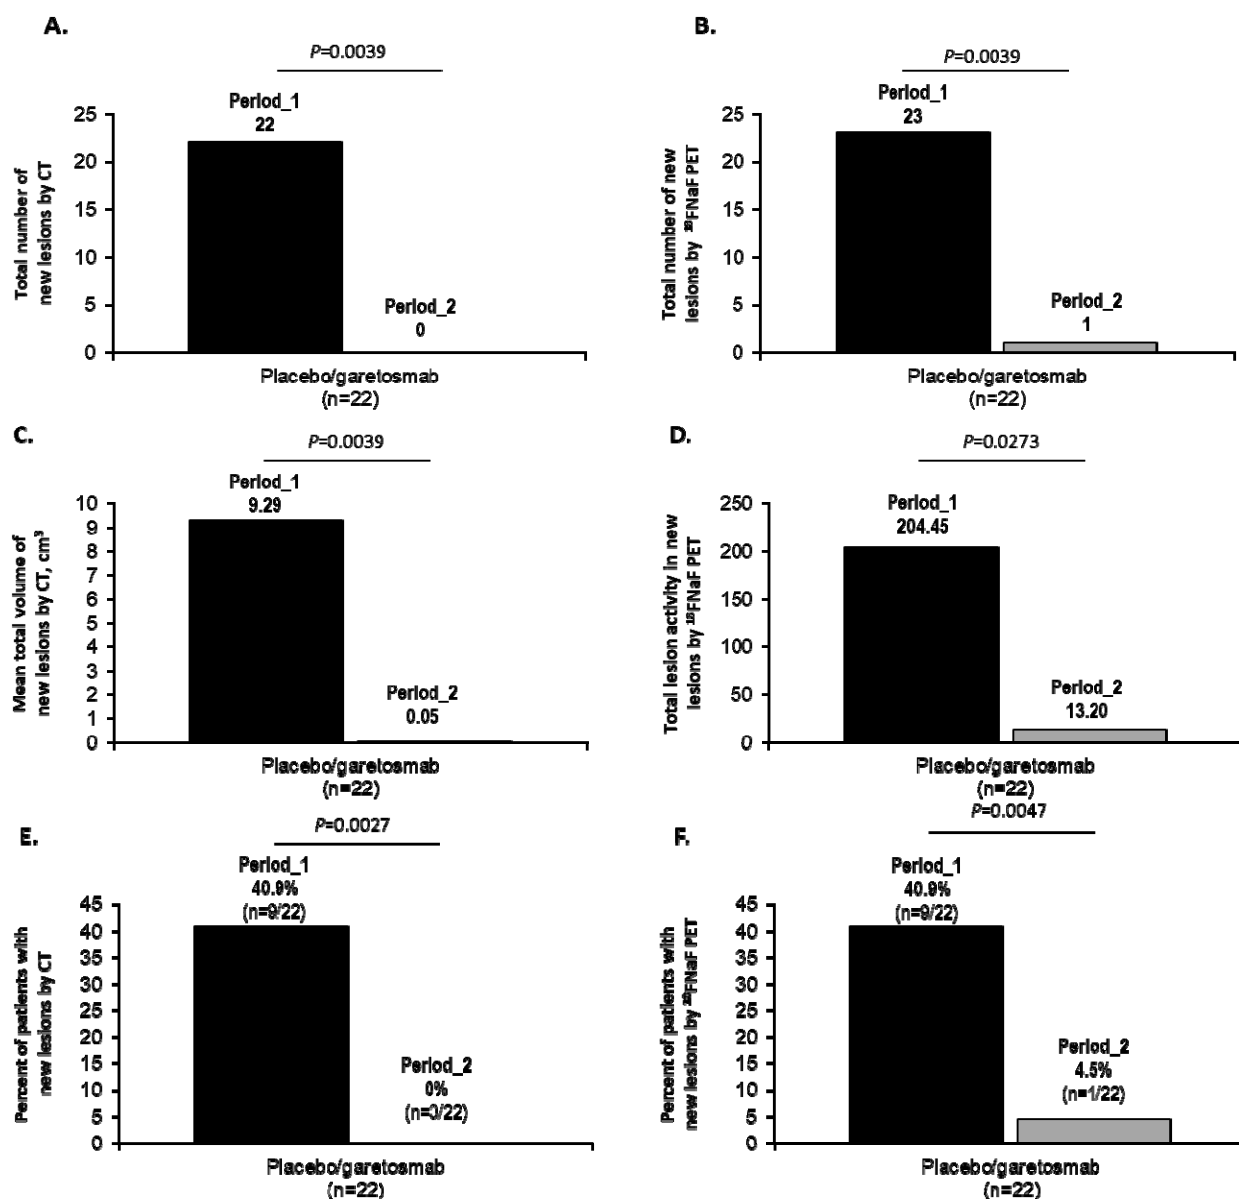 A.
P=0.0039
Period_1
22
25
20
15
10
5
0
Total number of
new lesions by CT
Period_2
0
Placebo/garetosmab
(n=22)
B.
P=0.0039
Period_1
23
25
20
15
10
5
0
Total number of new
lesions by ¹⁸FNaF PET
Period_2
1
Placebo/garetosmab
(n=22)
C.
P=0.0039
Period_1
9.29
10
9
8
7
6
5
4
3
2
1
0
Mean total volume of
new lesions by CT, cm³
Period_2
0.05
Placebo/garetosmab
(n=22)
D.
P=0.0273
Period_1
204.45
250
200
150
100
50
0
Total lesion activity in new
lesions by ¹⁸FNaF PET
Period_2
13.20
Placebo/garetosmab
(n=22)
E.
P=0.0027
Period_1
40.9%
(n=9/22)
45
40
35
30
25
20
15
10
5
0
Percent of patients with
new lesions by CT
Period_2
0%
(n=0/22)
Placebo/garetosmab
(n=22)
F.
P=0.0047
Period_1
40.9%
(n=9/22)
45
40
35
30
25
20
15
10
5
0
Percent of patients with
new lesions by ¹⁸FNaF PET
Period_2
4.5%
(n=1/22)
Placebo/garetosmab
(n=22)